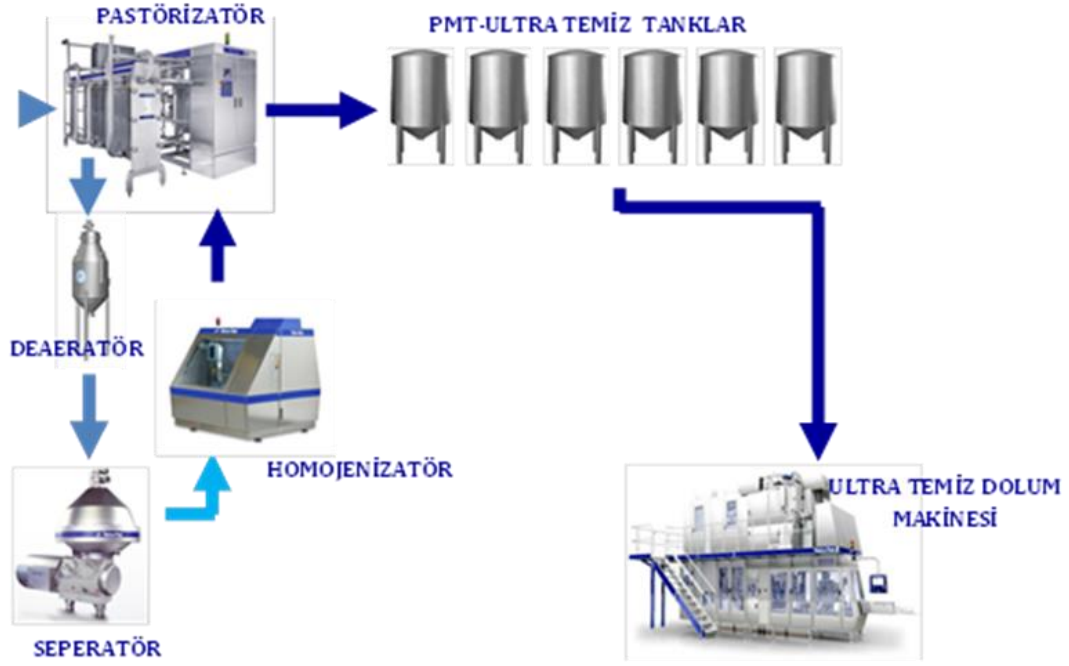 PASTÖRİZATÖR
PMT-ULTRA TEMİZ TANKLAR
DEAERATÖR
HOMOJENİZATÖR
ULTRA TEMİZ DOLUM
MAKİNESİ
SEPERATÖR